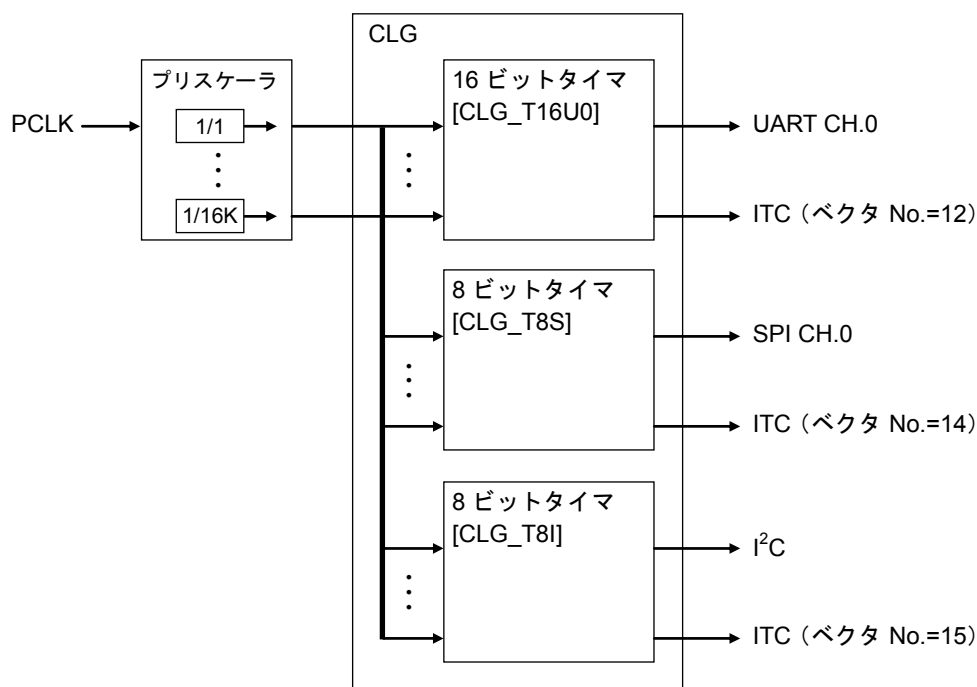 CLG
プリスケーラ
PCLK
1/1
1/16K
16 ビットタイマ
[CLG_T16U0]
UART CH.0
ITC (ベクタ No.=12)
8 ビットタイマ
[CLG_T8S]
SPI CH.0
ITC (ベクタ No.=14)
8 ビットタイマ
[CLG_T8I]
I²C
ITC (ベクタ No.=15)